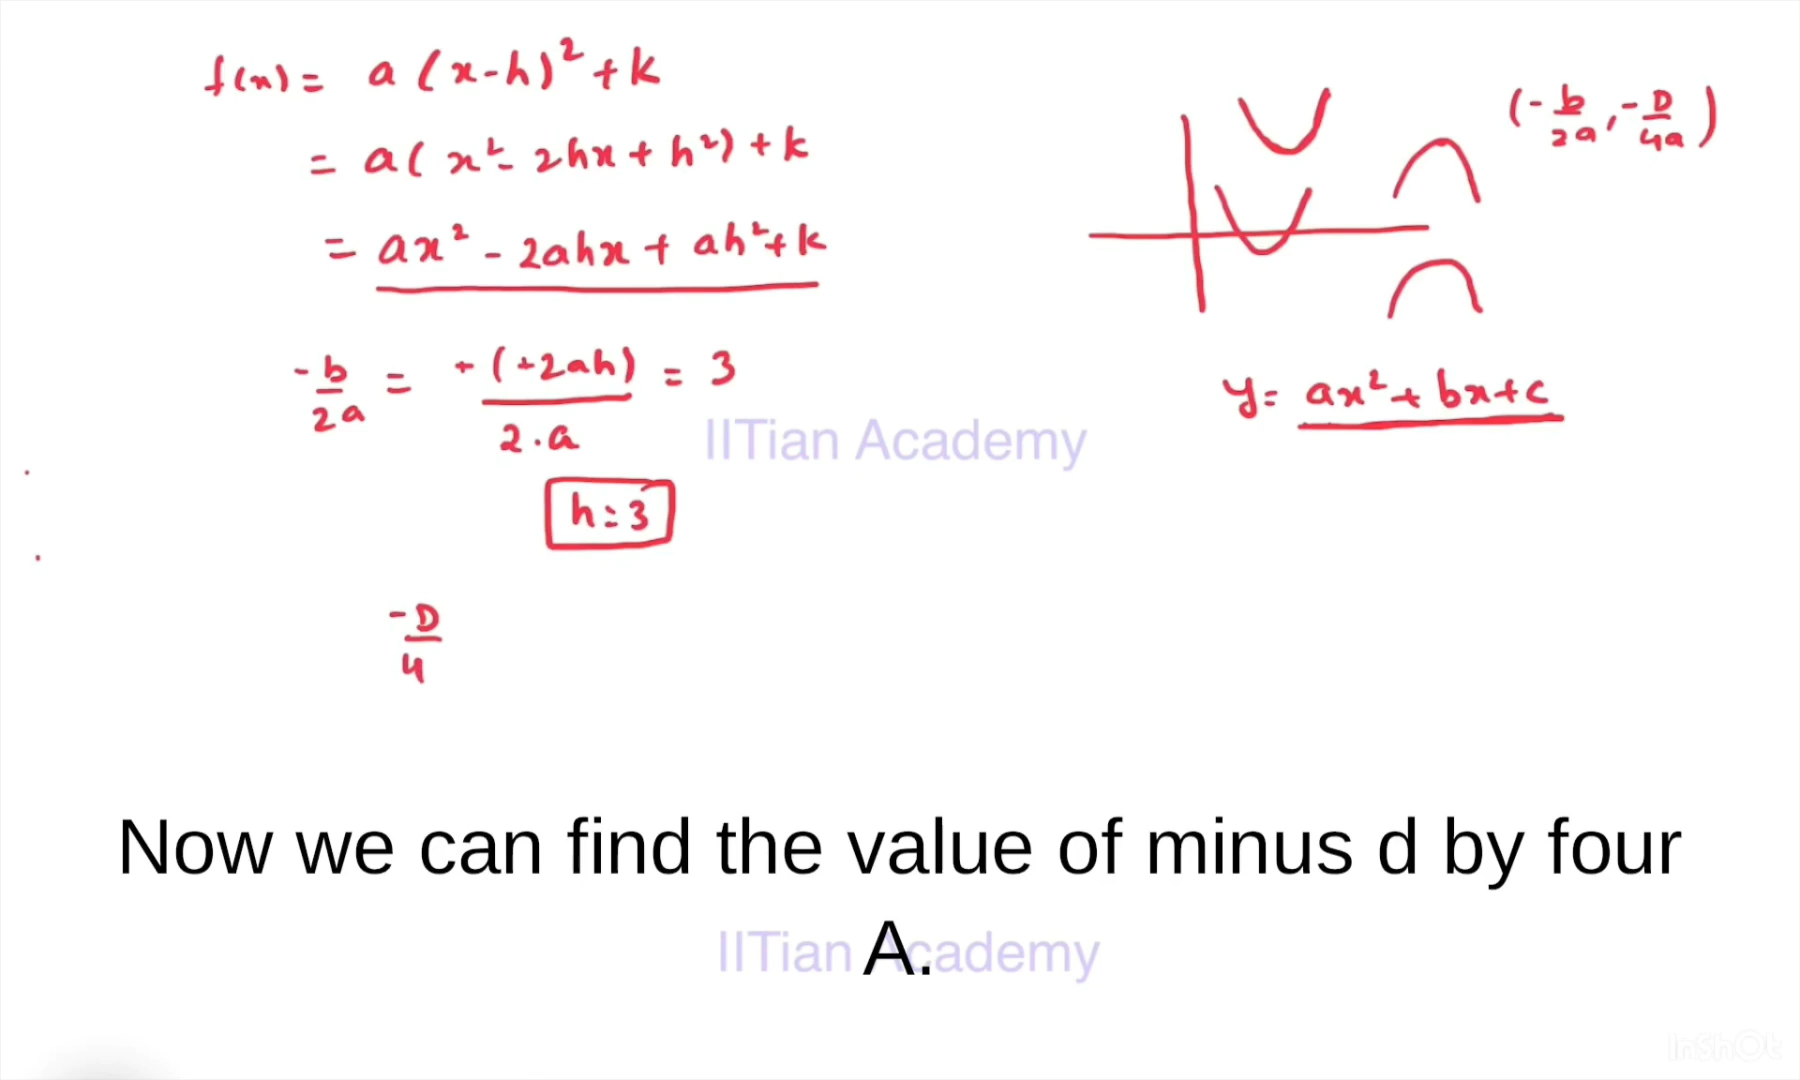 f(x) = a(x-h)² + k
= a(x² - 2hx + h²) + k
= ax² - 2ahx + ah² + k
-b/2a = +(+2ah)/2·a = 3
h = 3
-D/4
(-b/2a, -D/4a)
y = ax² + bx + c
IITian Academy
Now we can find the value of minus d by four
A.
IITian Academy
InShOt